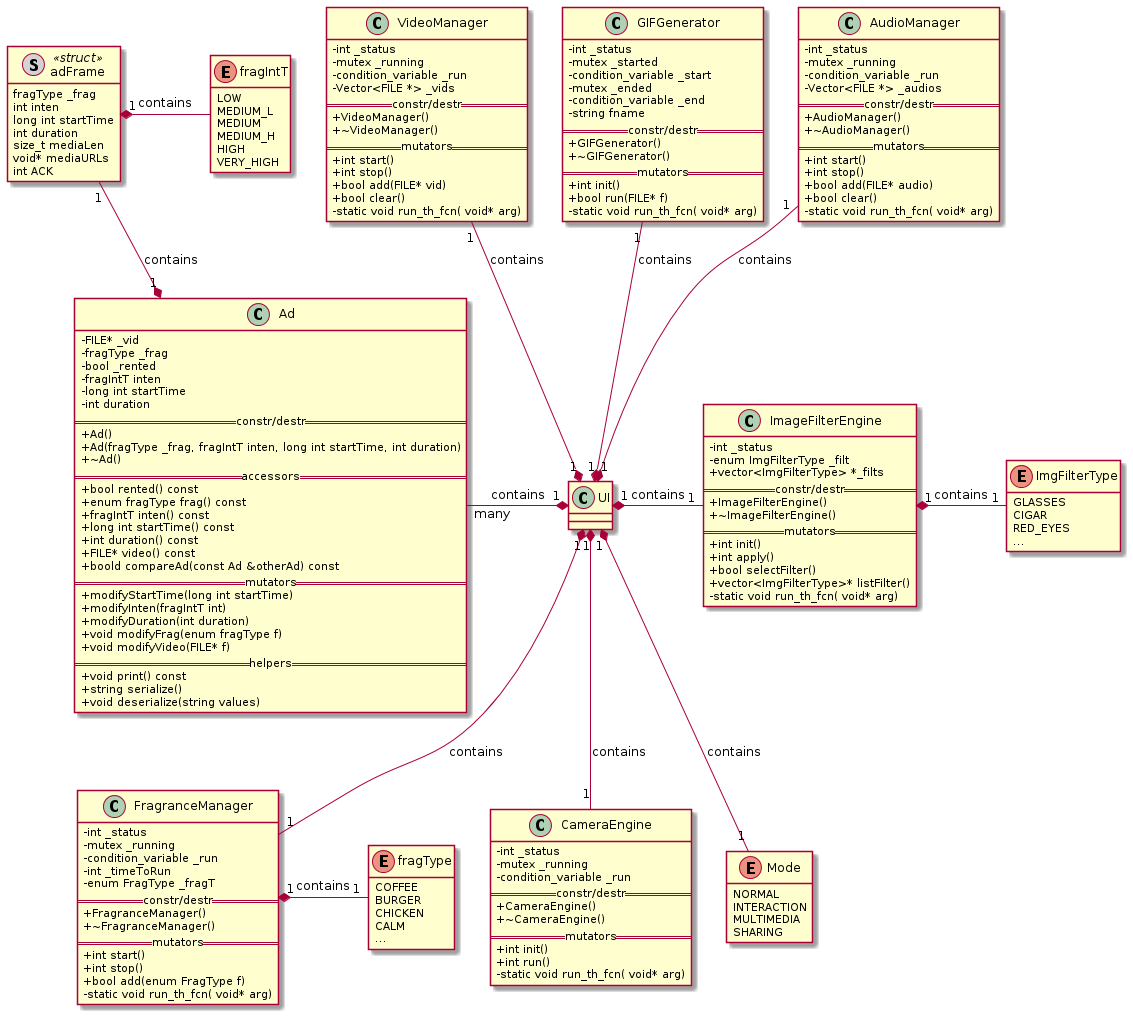 «struct»
adFrame
fragType _frag
int inten
long int startTime
int duration
size_t mediaLen
void* mediaURLs
int ACK
1 contains
E fragIntT
LOW
MEDIUM_L
MEDIUM
MEDIUM_H
HIGH
VERY_HIGH
S
C VideoManager
-int _status
-mutex _running
-condition_variable _run
-Vector<FILE *> _vids
constr/destr
+VideoManager()
+~VideoManager()
mutators
+int start()
+int stop()
+bool add(FILE* vid)
+bool clear()
-static void run_th_fcn( void* arg)
C GIFGenerator
-int _status
-mutex _started
-condition_variable _start
-mutex _ended
-condition_variable _end
-string fname
constr/destr
+GIFGenerator()
+~GIFGenerator()
mutators
+int init()
+bool run(FILE* f)
-static void run_th_fcn( void* arg)
C AudioManager
-int _status
-mutex _running
-condition_variable _run
-Vector<FILE *> _audios
constr/destr
+AudioManager()
+~AudioManager()
mutators
+int start()
+int stop()
+bool add(FILE* audio)
+bool clear()
-static void run_th_fcn( void* arg)
1
contains
1
1
contains
1
1
contains
1
1
contains
1
C Ad
-FILE* _vid
-fragType _frag
-bool _rented
-fragIntT inten
-long int startTime
-int duration
constr/destr
+Ad()
+Ad(fragType _frag, fragIntT inten, long int startTime, int duration)
+~Ad()
accessors
+bool rented() const
+enum fragType frag() const
+fragIntT inten() const
+long int startTime() const
+int duration() const
+FILE* video() const
+boold compareAd(const Ad &otherAd) const
mutators
+modifyStartTime(long int startTime)
+modifyInten(fragIntT int)
+modifyDuration(int duration)
+void modifyFrag(enum fragType f)
+void modifyVideo(FILE* f)
helpers
+void print() const
+string serialize()
+void deserialize(string values)
contains 1
many
C UI
1 contains 1
C ImageFilterEngine
-int _status
-enum ImgFilterType _filt
+vector<ImgFilterType> *_filts
constr/destr
+ImageFilterEngine()
+~ImageFilterEngine()
mutators
+int init()
+int apply()
+bool selectFilter()
+vector<ImgFilterType>* listFilter()
-static void run_th_fcn( void* arg)
1 contains 1
E ImgFilterType
GLASSES
CIGAR
RED_EYES
...
1
contains
1
1
contains
1
1
contains
1
C FragranceManager
-int _status
-mutex _running
-condition_variable _run
-int _timeToRun
-enum FragType _fragT
constr/destr
+FragranceManager()
+~FragranceManager()
mutators
+int start()
+int stop()
+bool add(enum FragType f)
-static void run_th_fcn( void* arg)
1 contains 1
E fragType
COFFEE
BURGER
CHICKEN
CALM
...
C CameraEngine
-int _status
-mutex _running
-condition_variable _run
constr/destr
+CameraEngine()
+~CameraEngine()
mutators
+int init()
+int run()
-static void run_th_fcn( void* arg)
E Mode
NORMAL
INTERACTION
MULTIMEDIA
SHARING